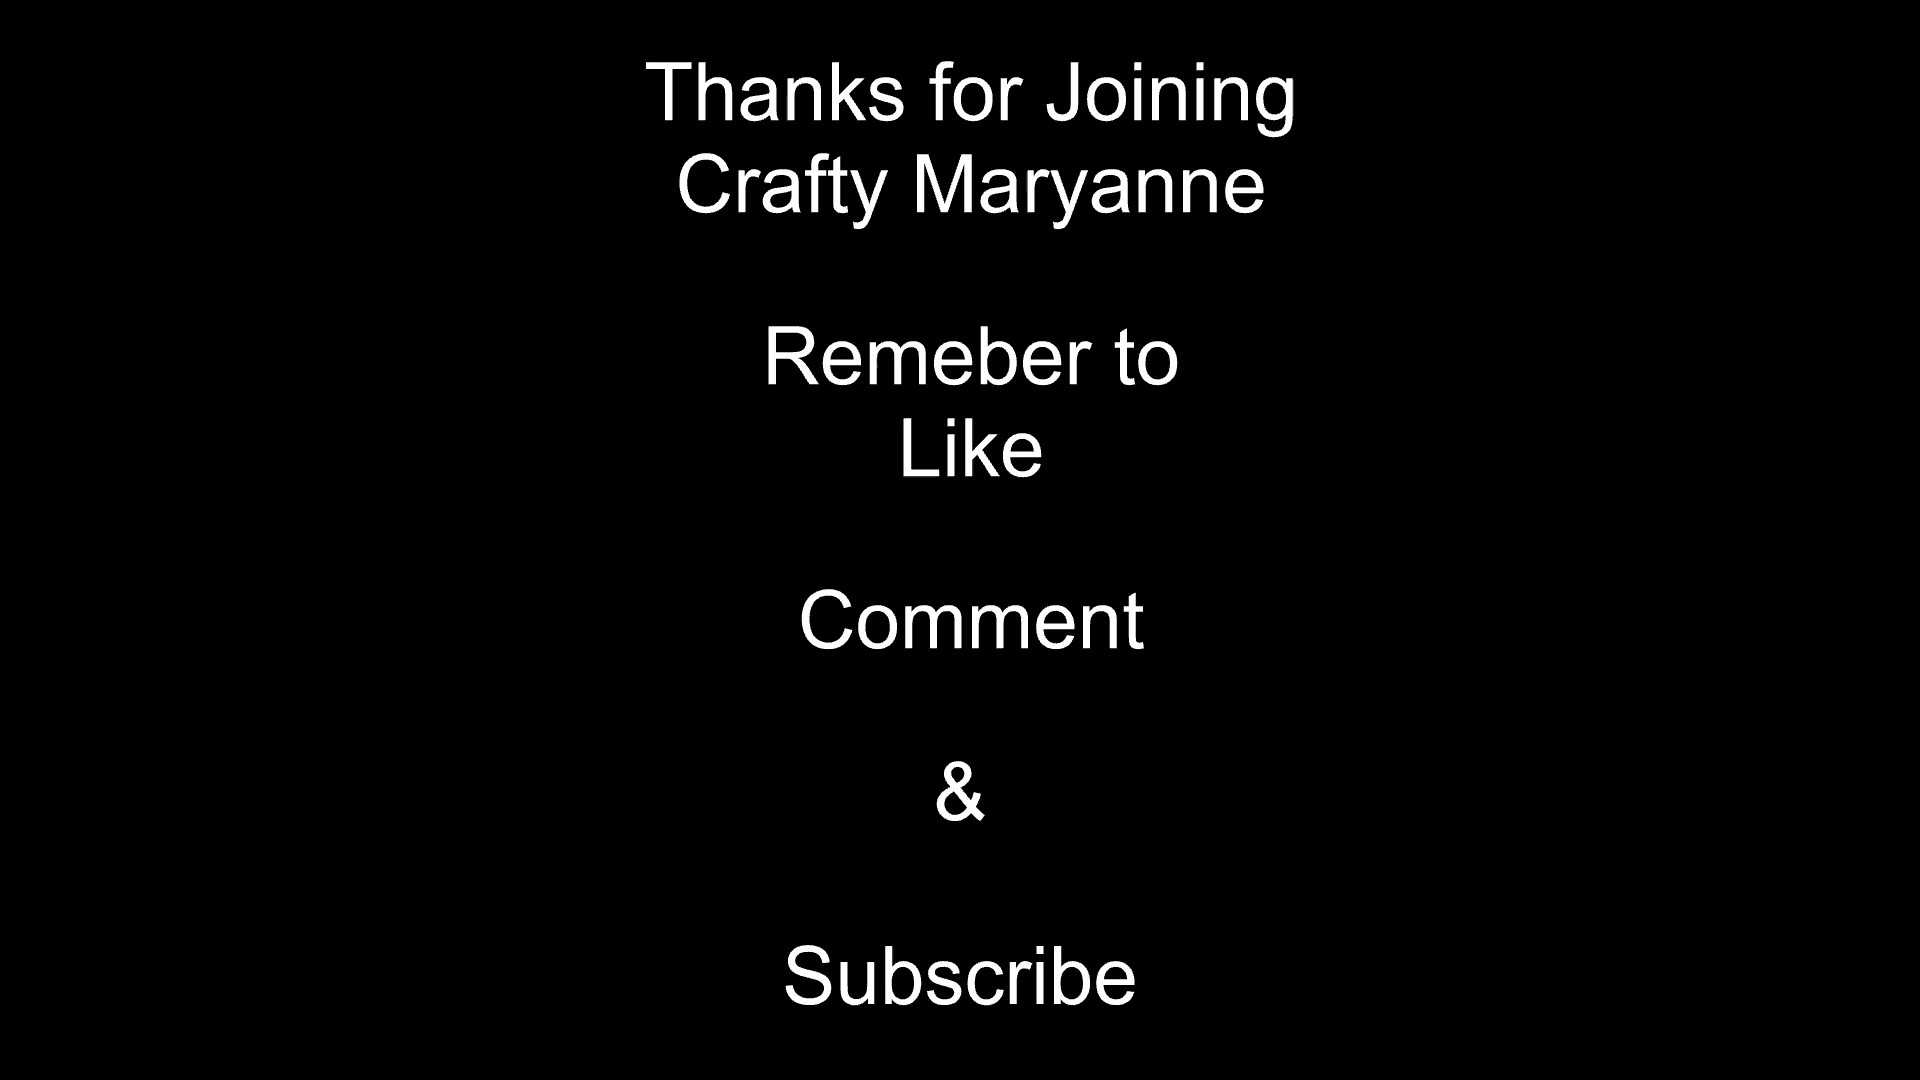 Thanks for Joining
Crafty Maryanne
Remeber to
Like
Comment
&
Subscribe